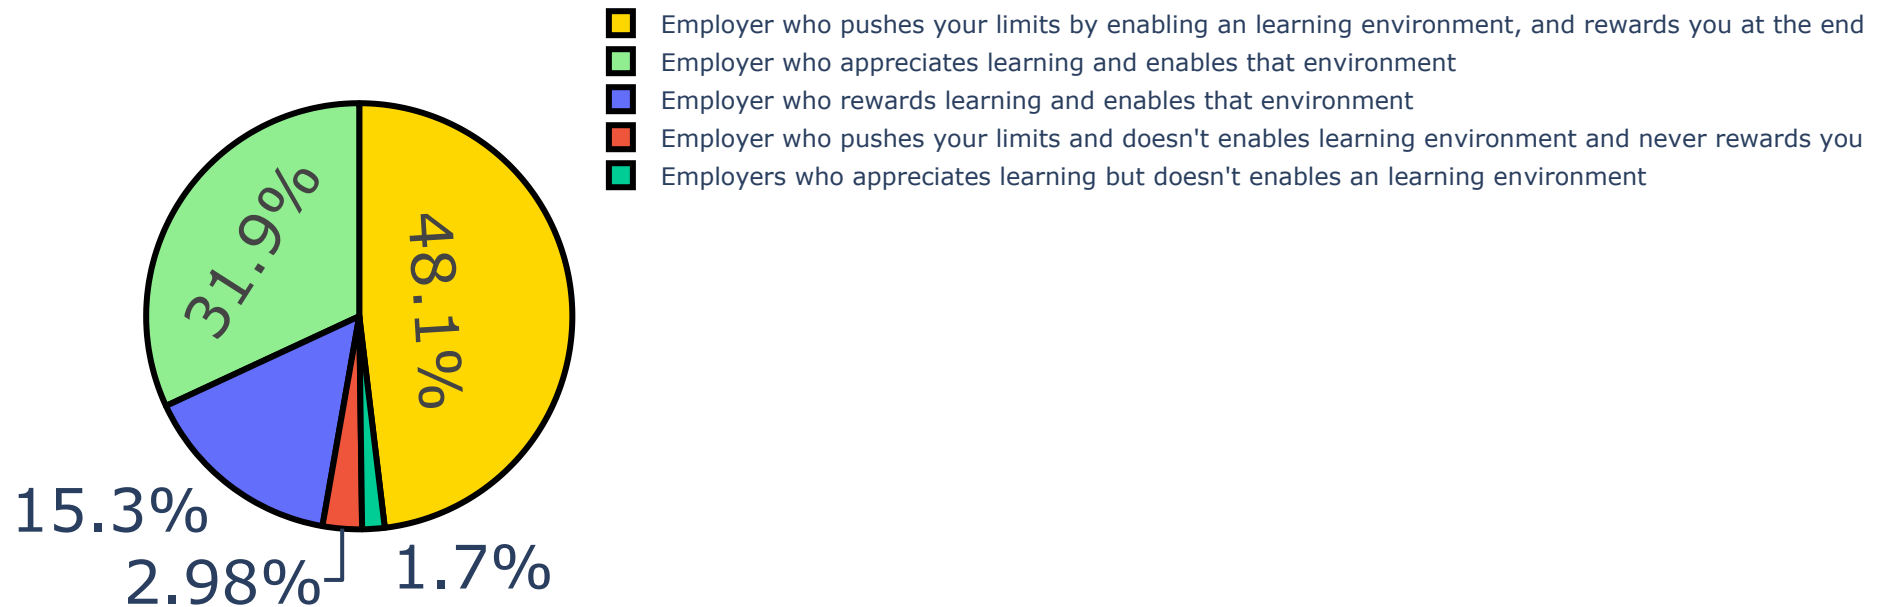 Employer who pushes your limits by enabling an learning environment, and rewards you at the end
Employer who appreciates learning and enables that environment
Employer who rewards learning and enables that environment
Employer who pushes your limits and doesn't enables learning environment and never rewards you
Employers who appreciates learning but doesn't enables an learning environment
31.9%
48.1%
15.3%
2.98%
1.7%